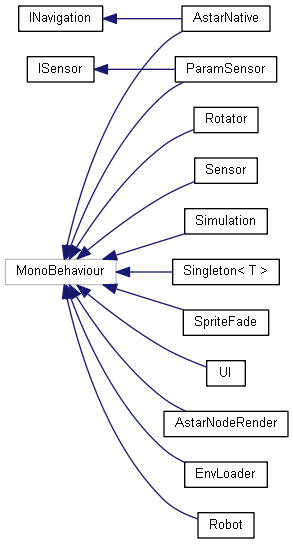 INavigation
AstarNative
ISensor
ParamSensor
Rotator
Sensor
Simulation
MonoBehaviour
Singleton< T >
SpriteFade
UI
AstarNodeRender
EnvLoader
Robot